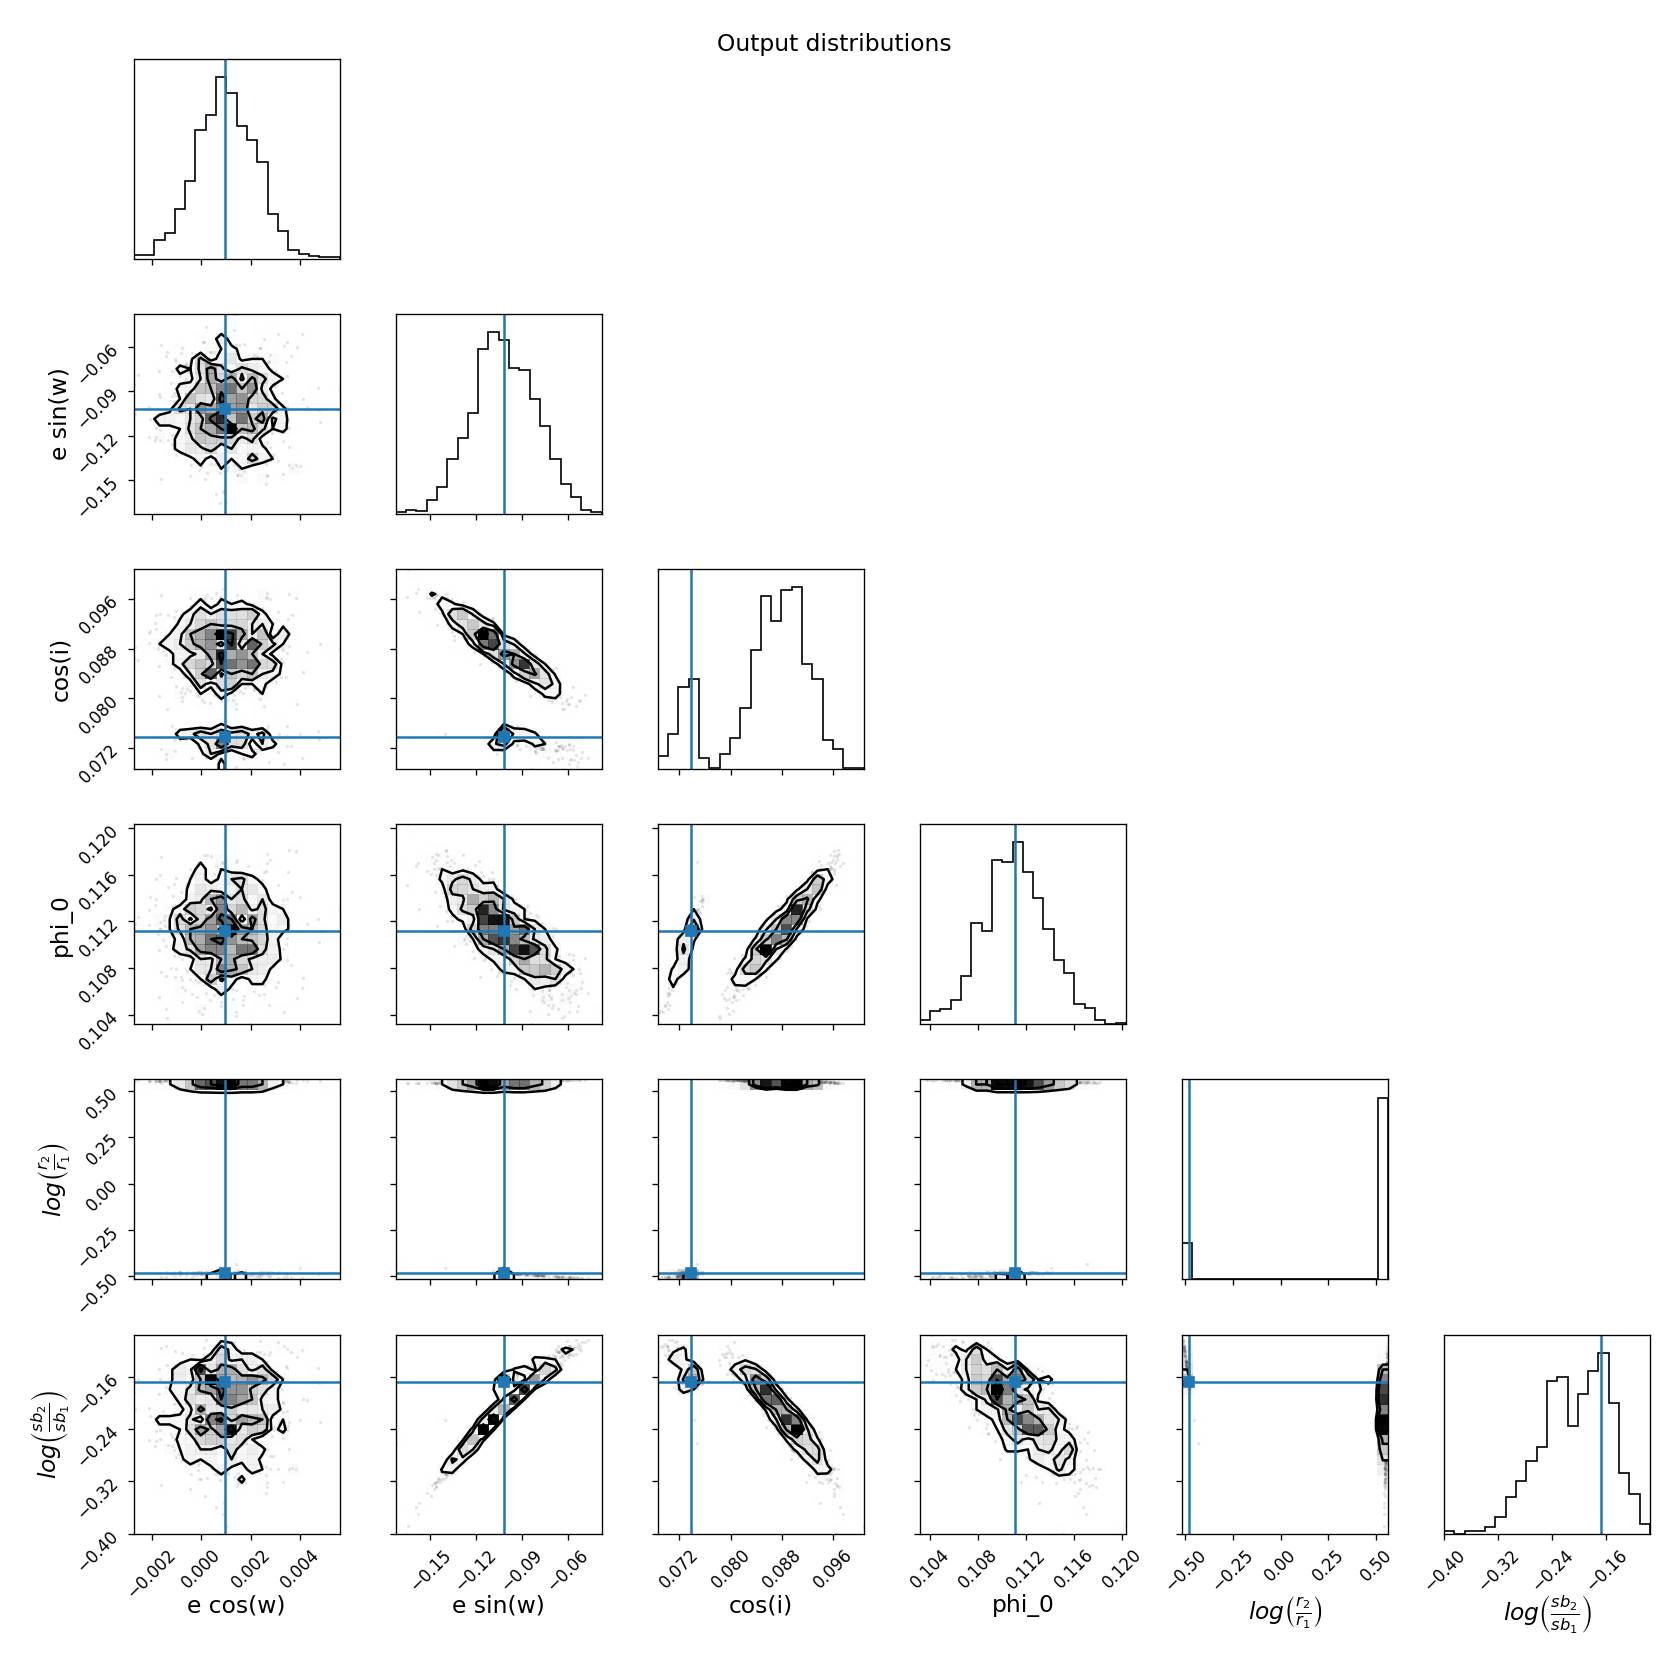 Output distributions
e sin(w)
−0.06
−0.09
−0.12
−0.15
cos(i)
0.096
0.088
0.080
0.072
phi_0
0.120
0.116
0.112
0.108
0.104
log(r2/r1)
0.50
0.25
0.00
−0.25
−0.50
log(sb2/sb1)
−0.16
−0.24
−0.32
−0.40
−0.002 0.000 0.002 0.004
−0.15 −0.12 −0.09 −0.06
0.072 0.080 0.088 0.096
0.104 0.108 0.112 0.116 0.120
−0.50 −0.25 0.00 0.25 0.50
−0.40 −0.32 −0.24 −0.16
e cos(w)
e sin(w)
cos(i)
phi_0
log(r2/r1)
log(sb2/sb1)